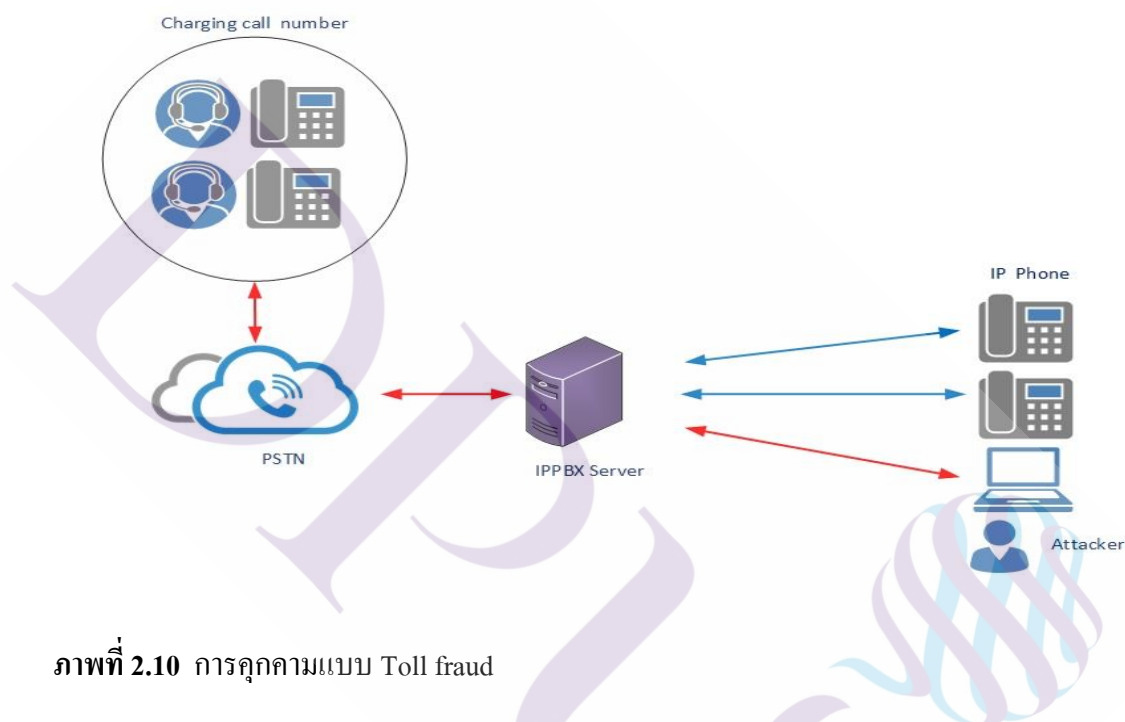 Charging call number
IP Phone
PSTN
IPPBX Server
Attacker
ภาพที่ 2.10 การคุกคามแบบ Toll fraud